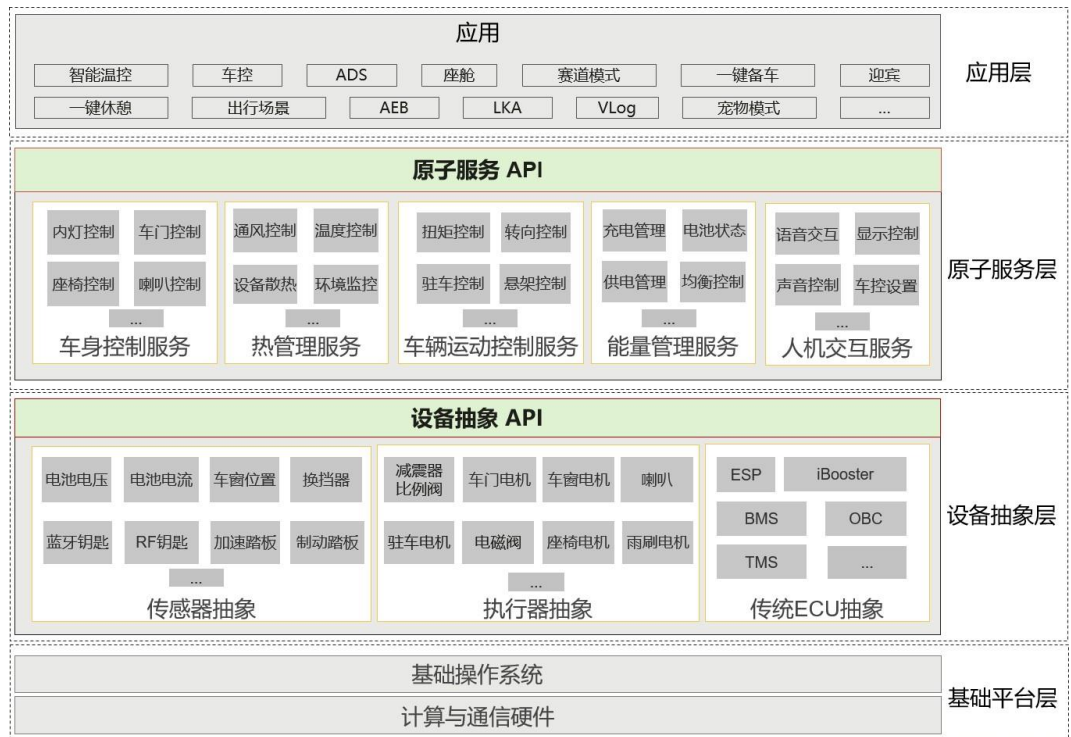 应用
应用层
智能温控 车控 ADS 座舱 赛道模式 一键备车 迎宾
一键休憩 出行场景 AEB LKA VLog 宠物模式 ...
原子服务 API
原子服务层
内灯控制 车门控制
座椅控制 喇叭控制
...
车身控制服务
通风控制 温度控制
设备散热 环境监控
...
热管理服务
扭矩控制 转向控制
驻车控制 悬架控制
...
车辆运动控制服务
充电管理 电池状态
供电管理 均衡控制
...
能量管理服务
语音交互 显示控制
声音控制 车控设置
...
人机交互服务
设备抽象 API
设备抽象层
电池电压 电池电流 车窗位置 换挡器
蓝牙钥匙 RF钥匙 加速踏板 制动踏板
...
传感器抽象
减震器
比例阀 车门电机 车窗电机 喇叭
驻车电机 电磁阀 座椅电机 雨刷电机
...
执行器抽象
ESP iBooster
BMS OBC
TMS ...
传统ECU抽象
基础操作系统
计算与通信硬件
基础平台层